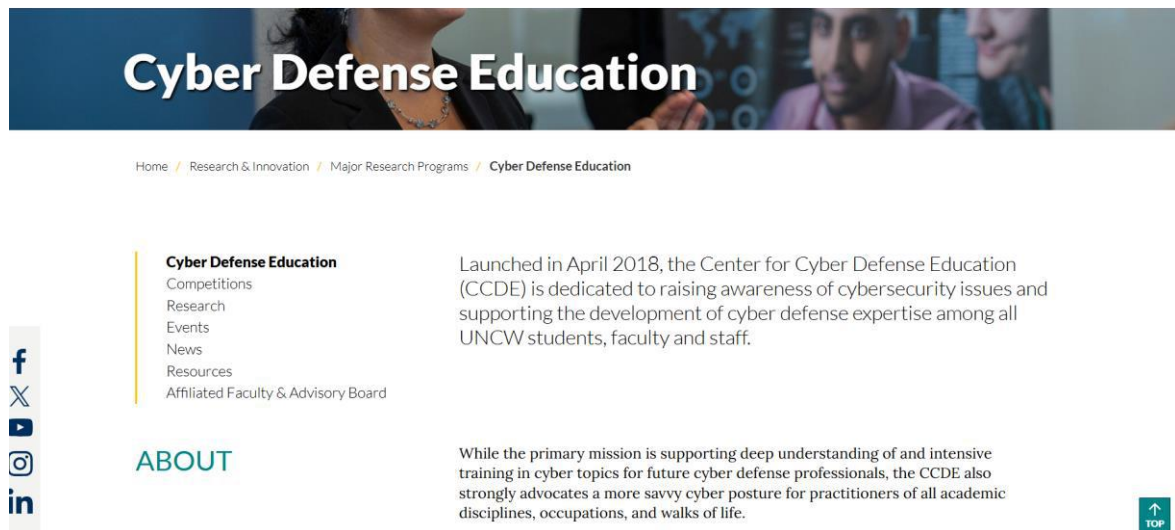 Cyber Defense Education
Home / Research & Innovation / Major Research Programs / Cyber Defense Education
Cyber Defense Education
Competitions
Research
Events
News
Resources
Affiliated Faculty & Advisory Board
Launched in April 2018, the Center for Cyber Defense Education
(CCDE) is dedicated to raising awareness of cybersecurity issues and
supporting the development of cyber defense expertise among all
UNCW students, faculty and staff.
f
X
in
ABOUT
While the primary mission is supporting deep understanding of and intensive
training in cyber topics for future cyber defense professionals, the CCDE also
strongly advocates a more savvy cyber posture for practitioners of all academic
disciplines, occupations, and walks of life.
TOP